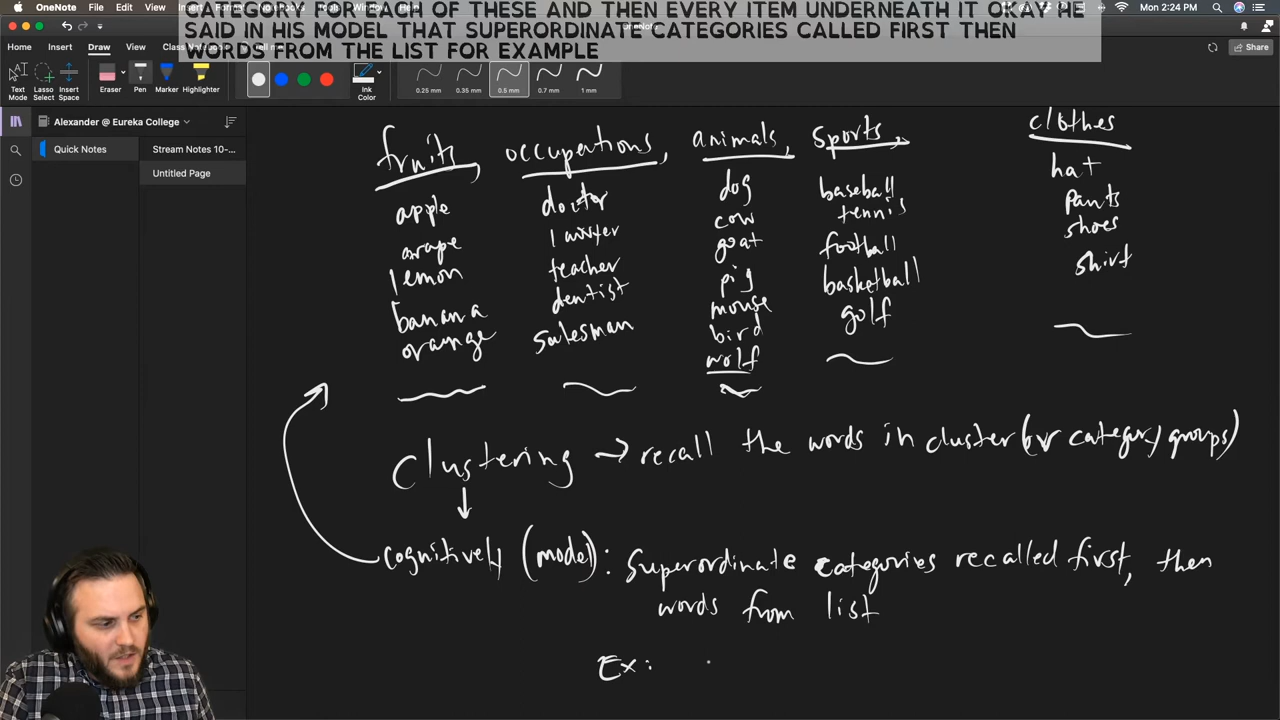 CATEGORY FOR EACH OF THESE AND THEN EVERY ITEM UNDERNEATH IT OKAY HE
SAID IN HIS MODEL THAT SUPERORDINATE CATEGORIES CALLED FIRST THEN
WORDS FROM THE LIST FOR EXAMPLE
OneNote File Edit View
Mon 2:24 PM
Home Insert Draw View Class Notebook
Share
Text Mode
Lasso Select
Insert Space
Eraser
Pen
Marker
Highlighter
Ink Color
0.25 mm 0.35 mm 0.5 mm 0.7 mm 1 mm
Alexander @ Eureka College
Quick Notes
Stream Notes 10-...
Untitled Page
fruits, occupations, animals, sports, clothes
apple doctor dog baseball hat
grape lawyer cow tennis pants
lemon teacher goat football shoes
banana dentist pig basketball shirt
orange salesman mouse golf
bird
wolf
Clustering → recall the words in cluster (or category groups)
cognitively (model): Superordinate categories recalled first, then
words from list
Ex: